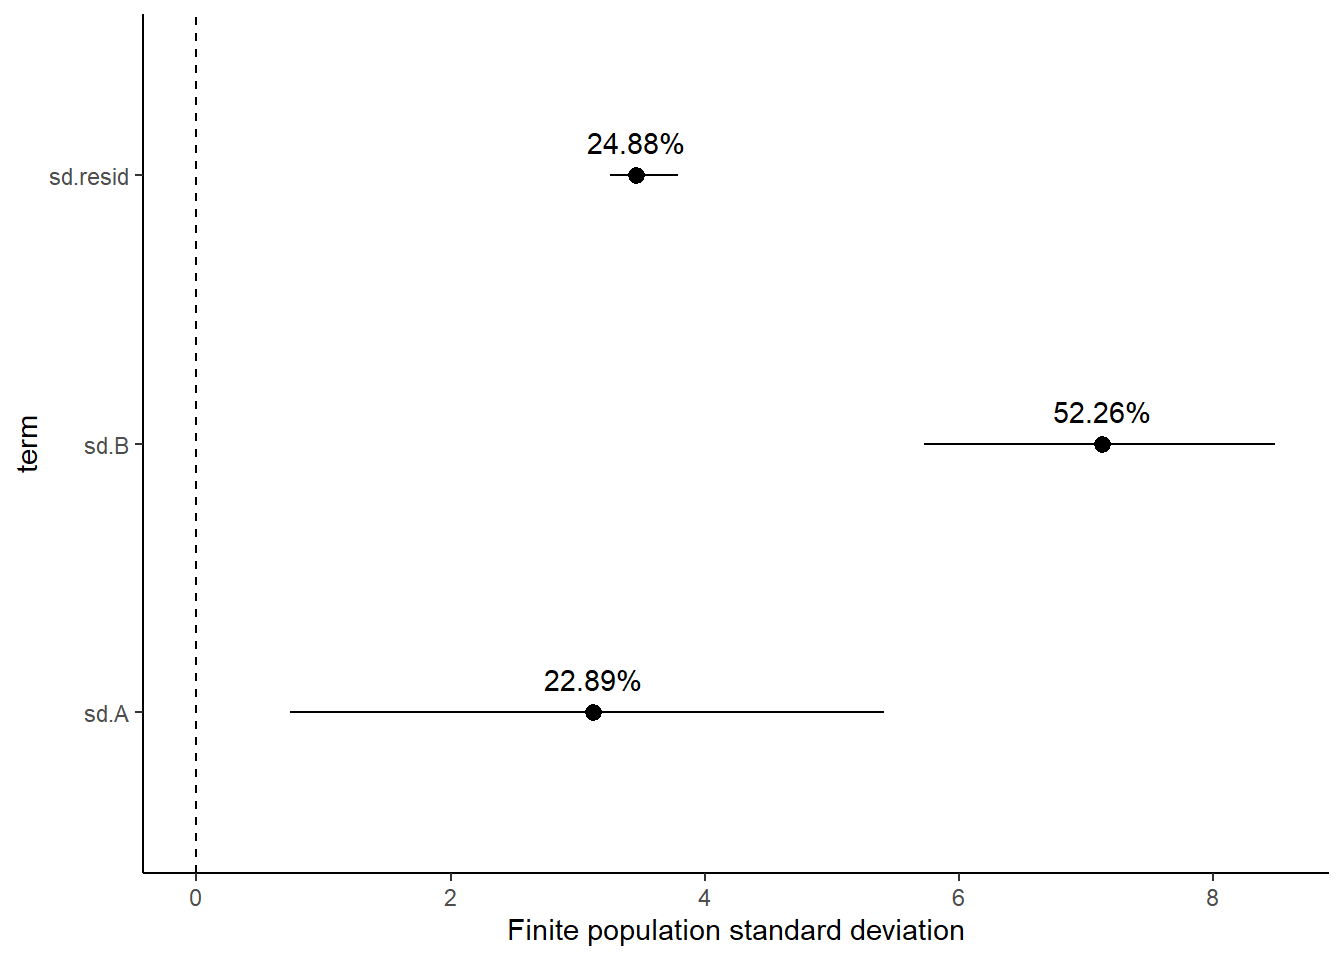 24.88%
sd.resid
52.26%
sd.B
term
22.89%
sd.A
0 2 4 6 8
Finite population standard deviation